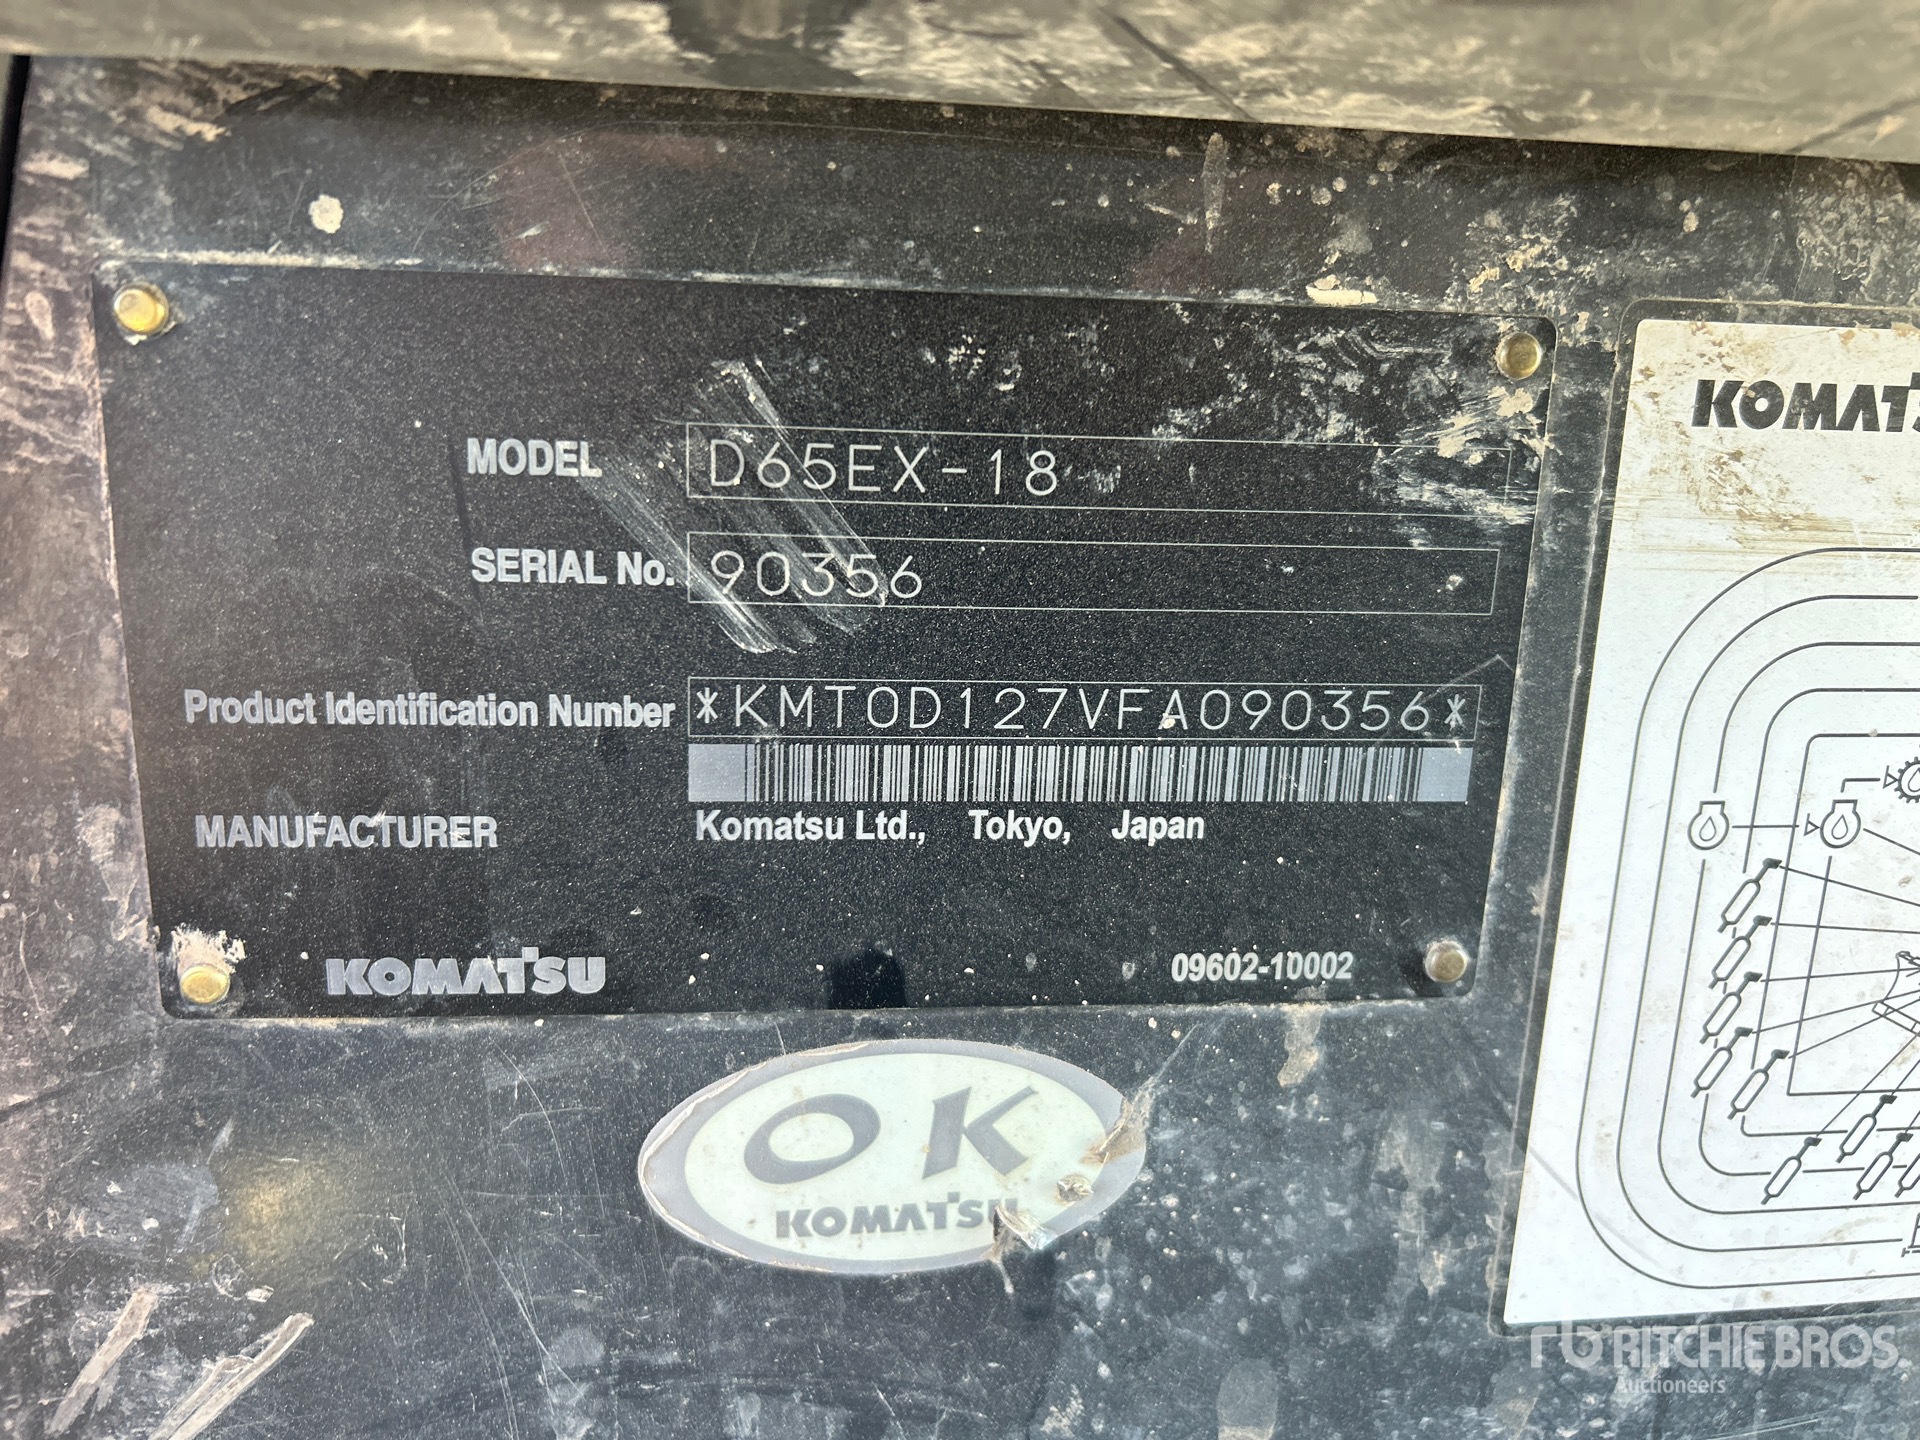 MODEL D65EX-18
SERIAL No. 90356
Product Identification Number *KMT0D127VFA090356*
MANUFACTURER Komatsu Ltd., Tokyo, Japan
KOMATSU 09602-10002
OK
KOMATSU
KOMATS
RITCHIE BROS.
Auctioneers